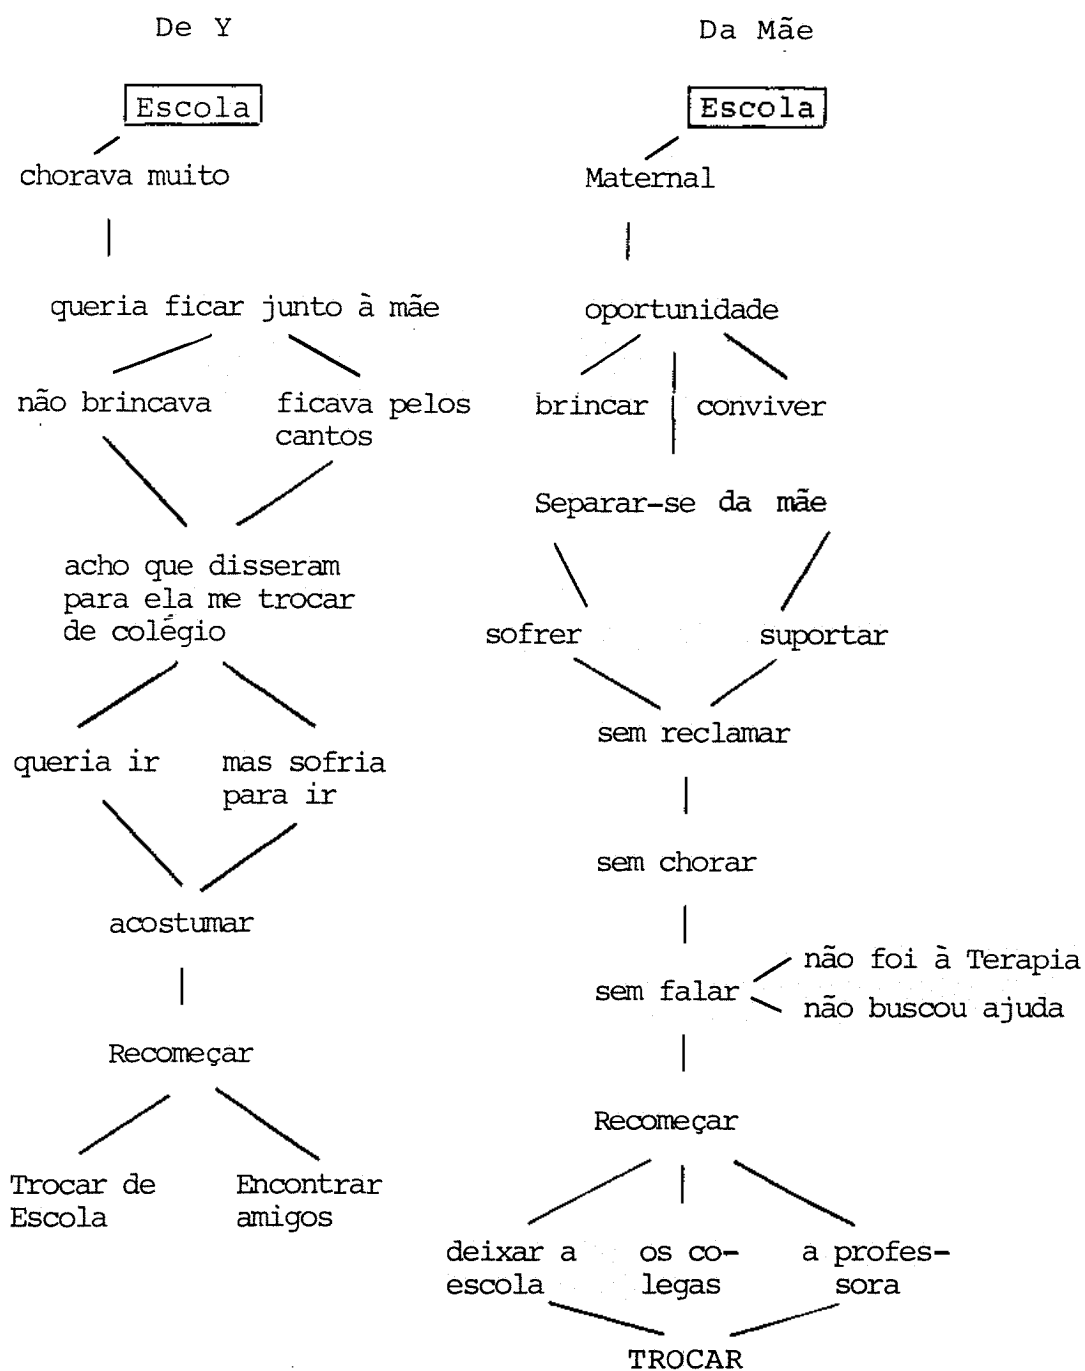 De Y
Escola
chorava muito
queria ficar junto à mãe
não brincava
ficava pelos
cantos
acho que disseram
para ela me trocar
de colégio
queria ir
mas sofria
para ir
acostumar
Recomeçar
Trocar de
Escola
Encontrar
amigos
Da Mãe
Escola
Maternal
oportunidade
brincar
conviver
Separar-se da mãe
sofrer
suportar
sem reclamar
sem chorar
sem falar
não foi à Terapia
não buscou ajuda
Recomeçar
deixar a
escola
os co-
legas
a profes-
sora
TROCAR